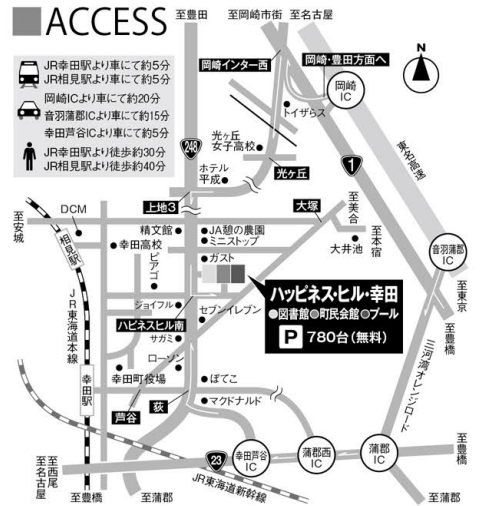 ACCESS
JR幸田駅より車にて約5分
JR相見駅より車にて約5分
岡崎ICより車にて約20分
音羽蒲郡ICより車にて約15分
幸田芦谷ICより車にて約5分
JR幸田駅より徒歩約30分
JR相見駅より徒歩約40分
至豊田
至岡崎市街
至名古屋
岡崎インター西
岡崎・豊田方面へ
N
岡崎
IC
トイザらス
光ヶ丘
女子高校
248
1
東名高速
光ヶ丘
ホテル
平成
上地3
大塚
至美合
至本宿
DCM
至安城
相見駅
精文館
JA憩の農園
ミニストップ
幸田高校
大井池
音羽蒲郡
IC
ピアゴ
ガスト
至東京
至豊橋
ハッピネス・ヒル・幸田
図書館 町民会館 プール
P 780台(無料)
JR東海道本線
ジョイフル
セブンイレブン
ハピネスヒル南
サガミ
三河湾オレンジロード
ローソン
幸田町役場
ぽてこ
幸田駅
芦谷
荻
マクドナルド
23
幸田芦谷
IC
蒲郡西
IC
蒲郡
IC
至豊橋
至西尾
至名古屋
JR東海道新幹線
至豊橋
至蒲郡
至蒲郡